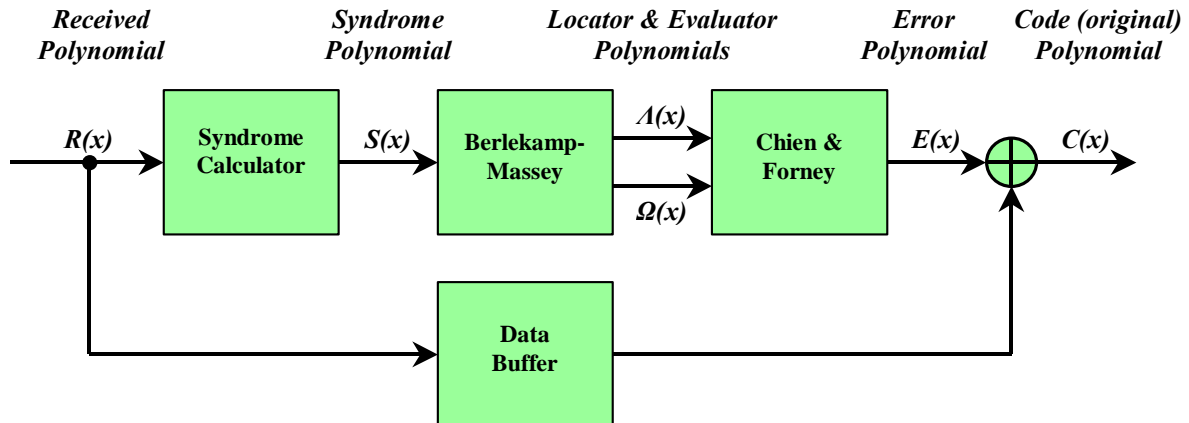 Received
Polynomial
Syndrome
Polynomial
Locator & Evaluator
Polynomials
Error
Polynomial
Code (original)
Polynomial
R(x)
Syndrome
Calculator
S(x)
Berlekamp-
Massey
Λ(x)
Ω(x)
Chien &
Forney
E(x)
C(x)
Data
Buffer